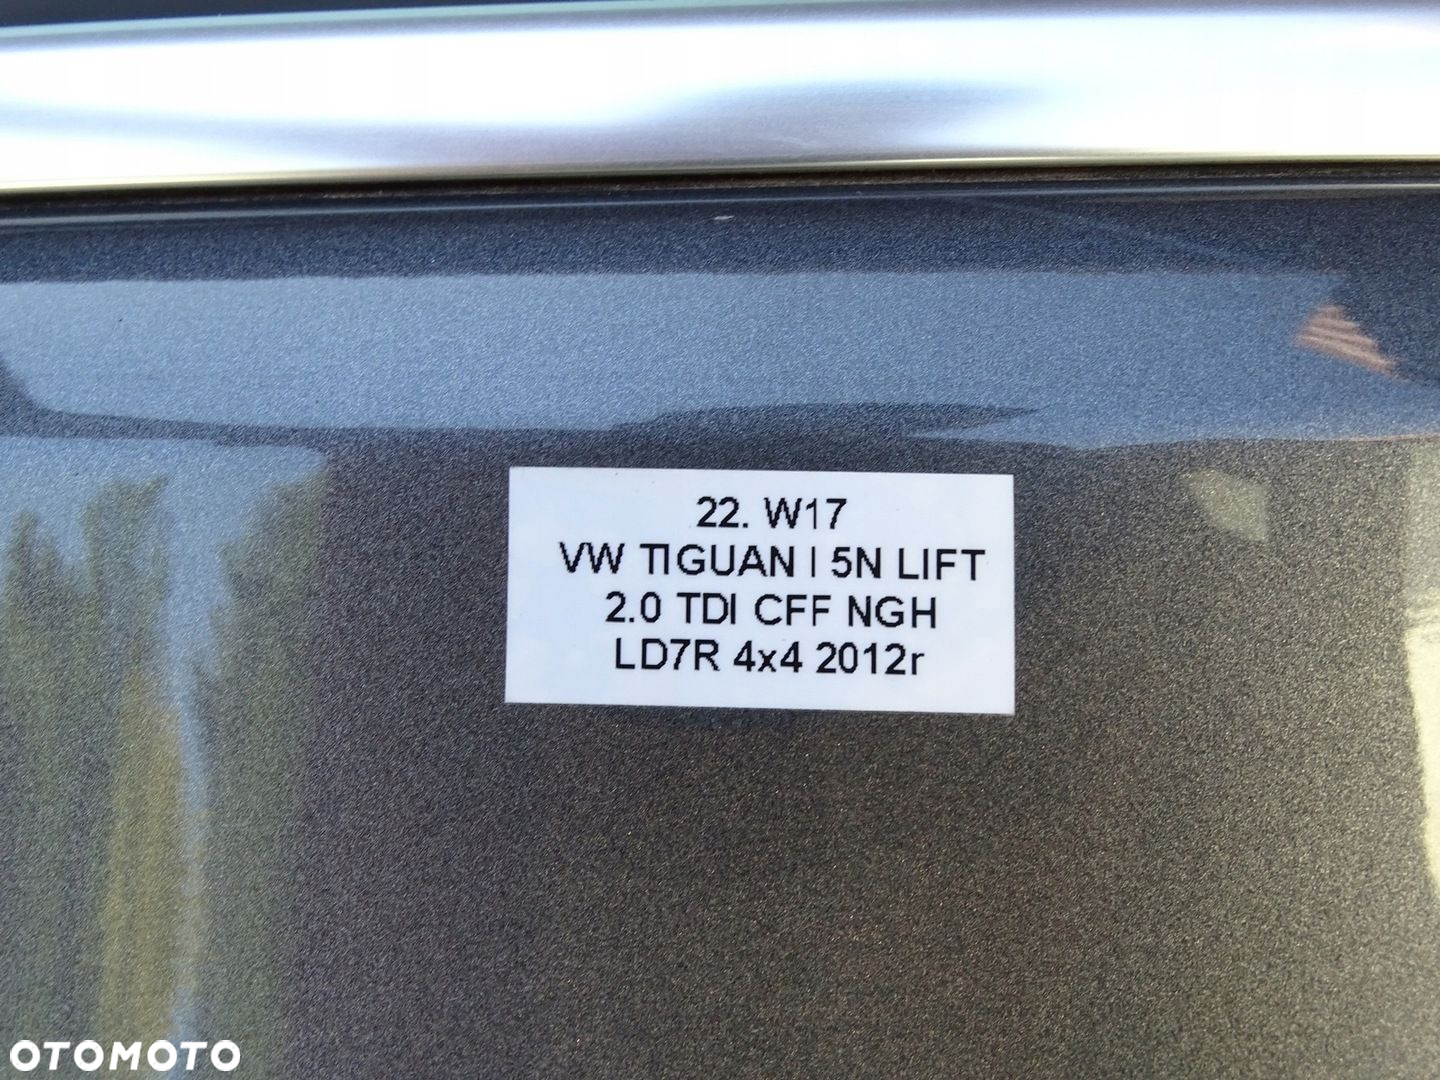 22. W17
VW TIGUAN I 5N LIFT
2.0 TDI CFF NGH
LD7R 4x4 2012r
OTOMOTO